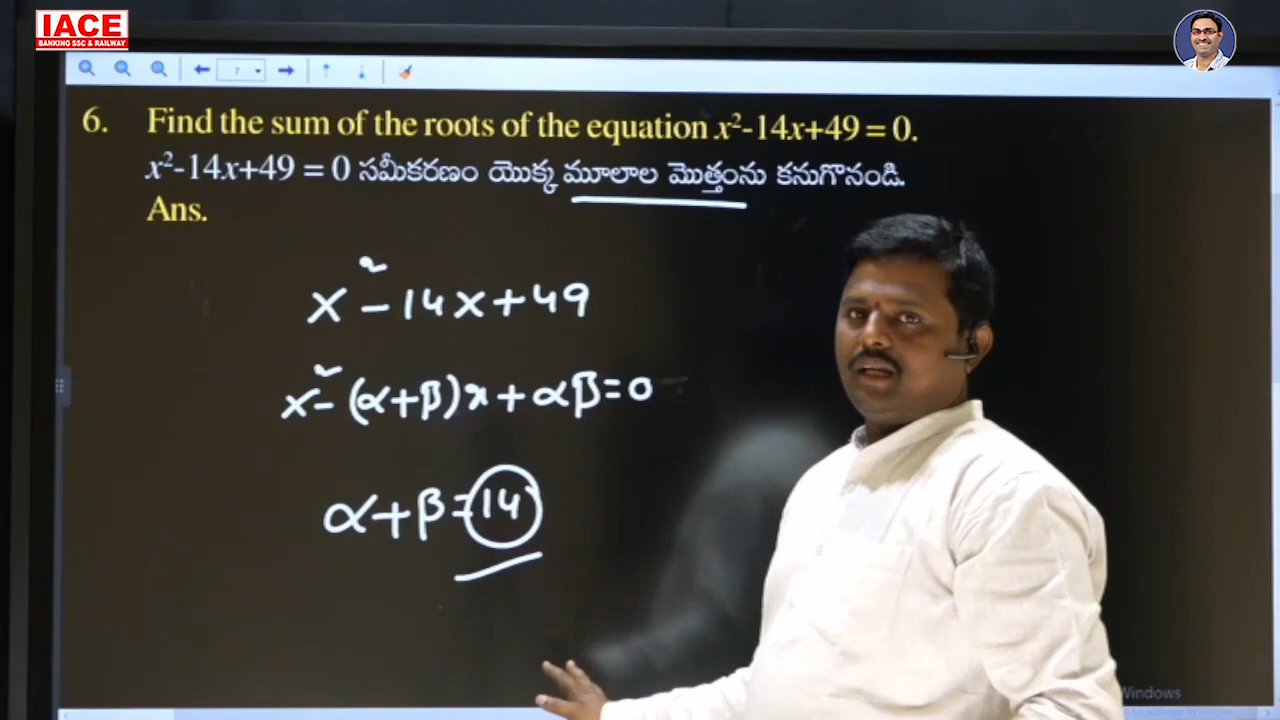 IACE
BANKING SSC & RAILWAY
7
6. Find the sum of the roots of the equation x²-14x+49 = 0.
x²-14x+49 = 0 సమీకరణం యొక్క మూలాల మొత్తంను కనుగొనండి.
Ans.
x² - 14x + 49
x² - (α+β)x + αβ = 0
α+β = 14
Windows